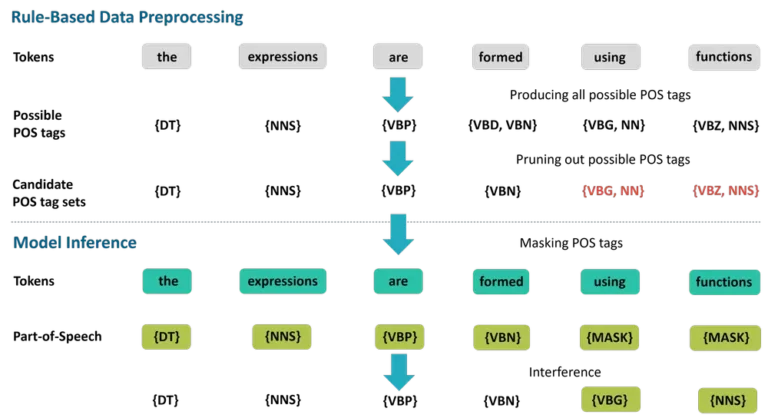 Rule-Based Data Preprocessing
Tokens the expressions are formed using functions
Producing all possible POS tags
Possible
POS tags {DT} {NNS} {VBP} {VBD, VBN} {VBG, NN} {VBZ, NNS}
Pruning out possible POS tags
Candidate
POS tag sets {DT} {NNS} {VBP} {VBN} {VBG, NN} {VBZ, NNS}
Model Inference
Masking POS tags
Tokens the expressions are formed using functions
Part-of-Speech {DT} {NNS} {VBP} {VBN} {MASK} {MASK}
Interference
{DT} {NNS} {VBP} {VBN} {VBG} {NNS}